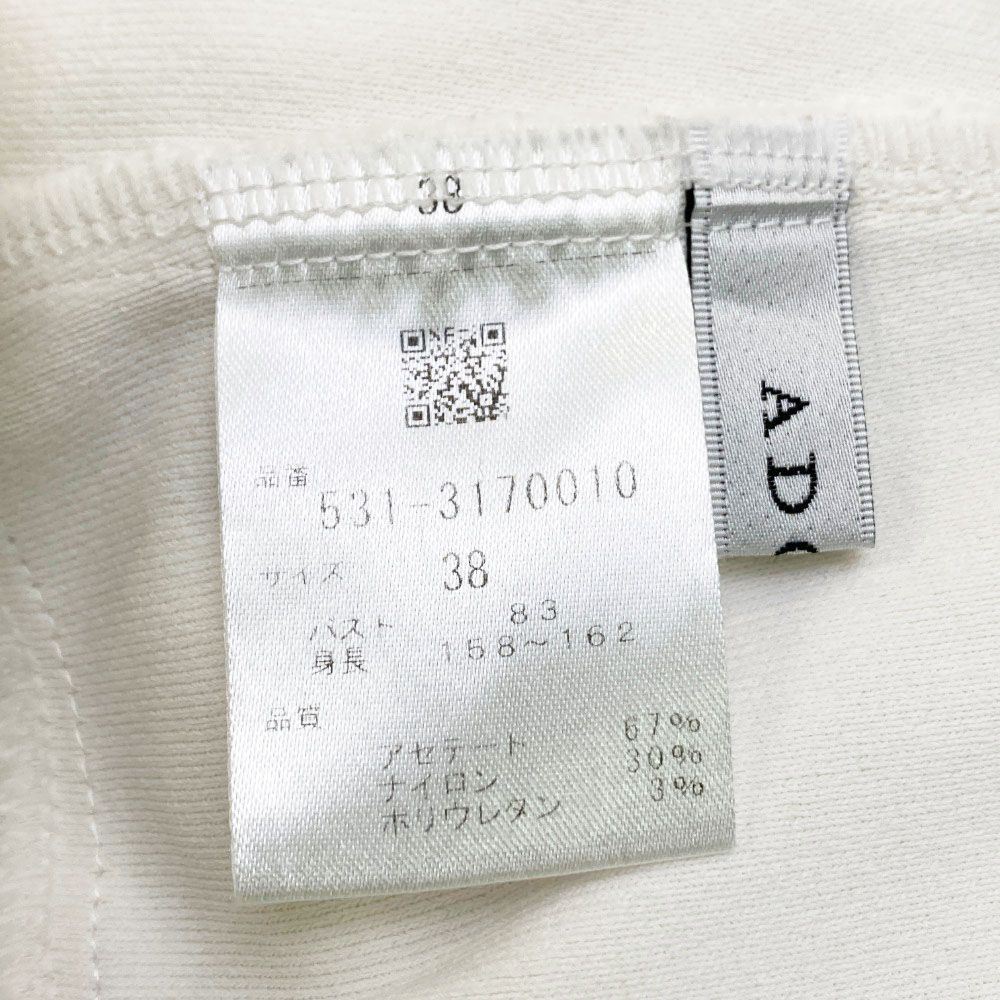 38
品番 531-3170010
サイズ 38
バスト 83
身長 158～162
品質
アセテート 67%
ナイロン 30%
ポリウレタン 3%
AD